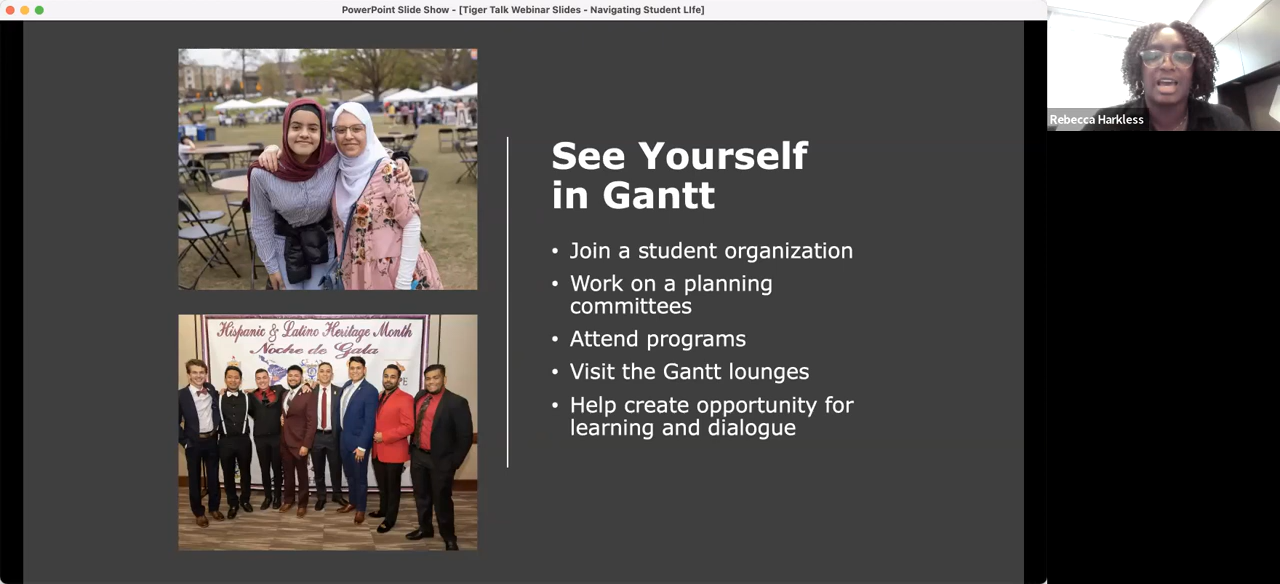 PowerPoint Slide Show - [Tiger Talk Webinar Slides - Navigating Student LIfe]
Rebecca Harkless
See Yourself
in Gantt
• Join a student organization
• Work on a planning
committees
• Attend programs
• Visit the Gantt lounges
• Help create opportunity for
learning and dialogue
Hispanic & Latino Heritage Month
Noche de Gala